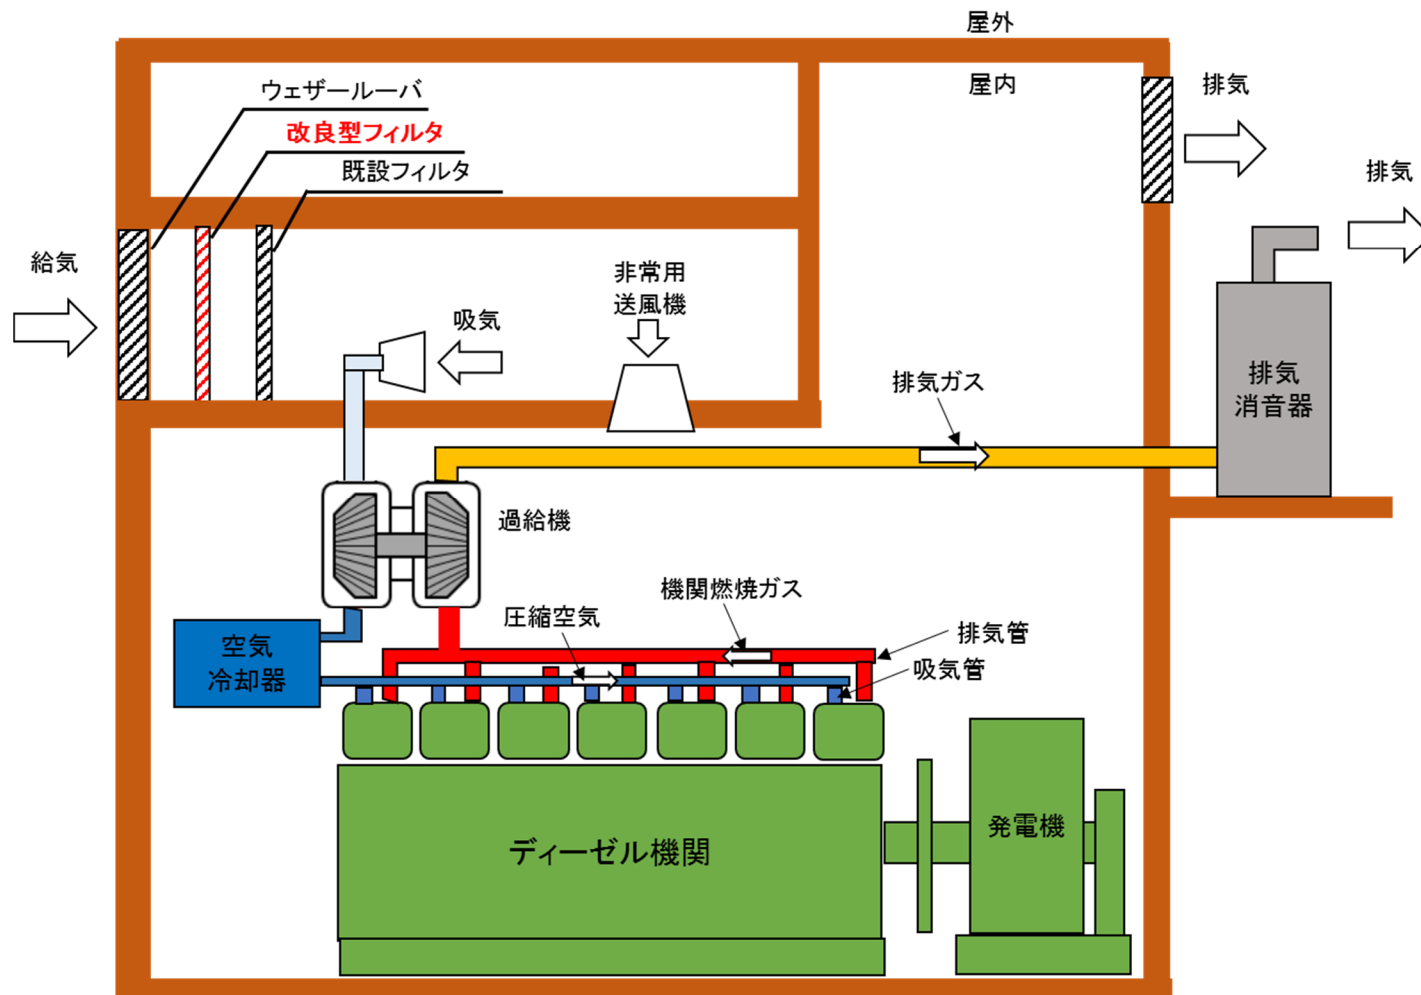 屋外
屋内
ウェザールーバ
改良型フィルタ
既設フィルタ
排気
排気
給気
非常用
送風機
吸気
排気ガス
排気
消音器
過給機
機関燃焼ガス
圧縮空気
排気管
吸気管
空気
冷却器
ディーゼル機関
発電機